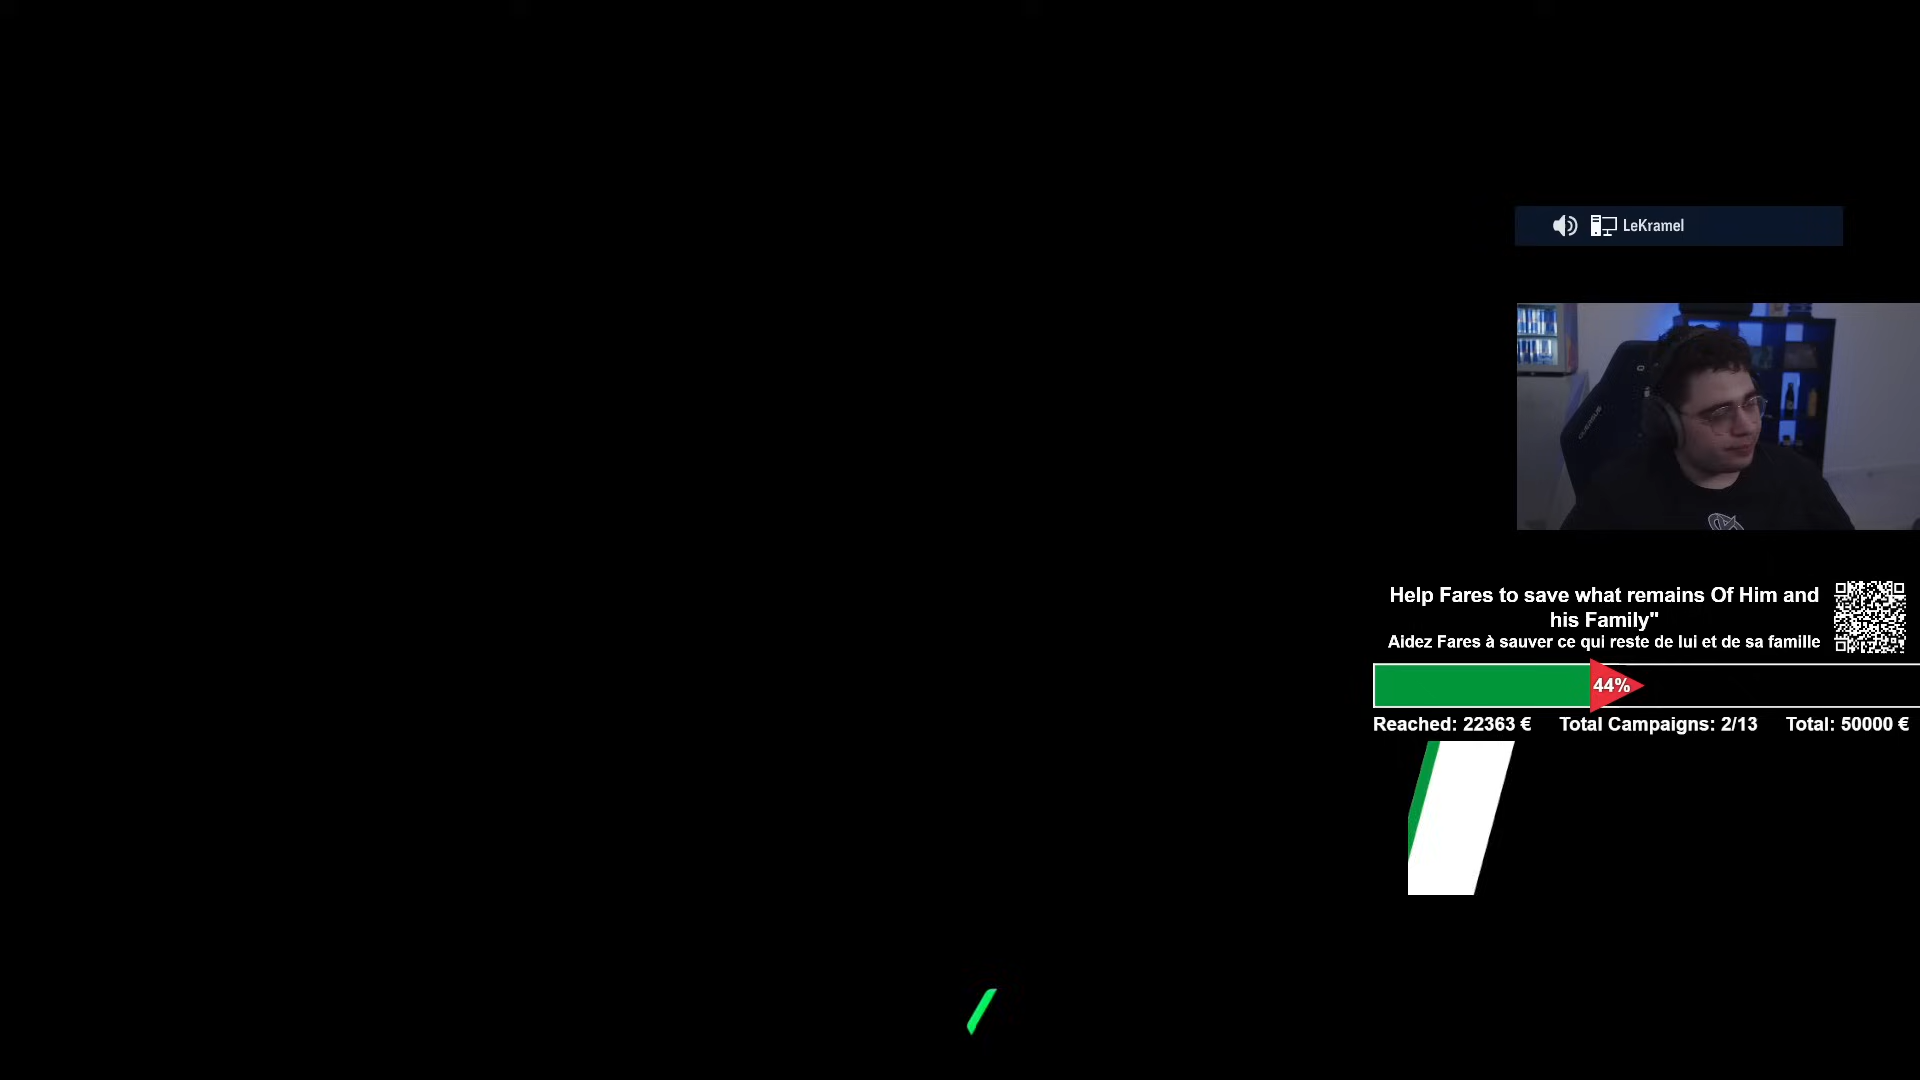 LeKramel
Help Fares to save what remains Of Him and
his Family"
Aidez Fares à sauver ce qui reste de lui et de sa famille
44%
Reached: 22363 € Total Campaigns: 2/13 Total: 50000 €